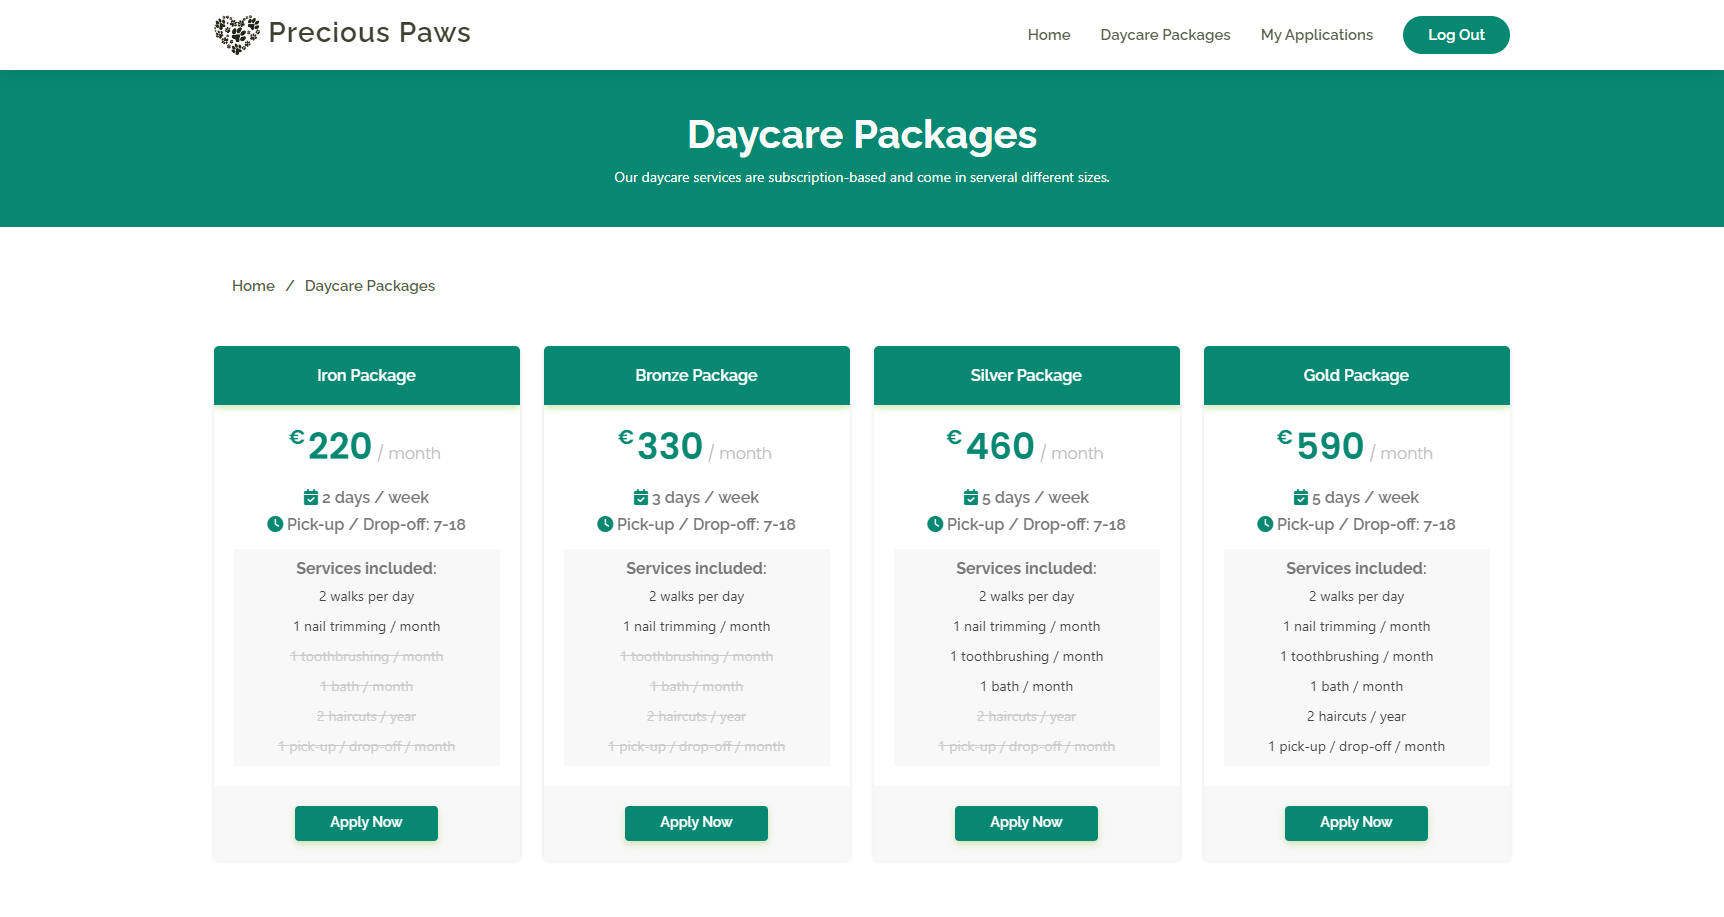 Precious Paws
Home Daycare Packages My Applications Log Out
Daycare Packages
Our daycare services are subscription-based and come in serveral different sizes.
Home / Daycare Packages
Iron Package
€220 / month
2 days / week
Pick-up / Drop-off: 7-18
Services included:
2 walks per day
1 nail trimming / month
1 toothbrushing / month
1 bath / month
2 haircuts / year
1 pick-up / drop-off / month
Apply Now
Bronze Package
€330 / month
3 days / week
Pick-up / Drop-off: 7-18
Services included:
2 walks per day
1 nail trimming / month
1 toothbrushing / month
1 bath / month
2 haircuts / year
1 pick-up / drop-off / month
Apply Now
Silver Package
€460 / month
5 days / week
Pick-up / Drop-off: 7-18
Services included:
2 walks per day
1 nail trimming / month
1 toothbrushing / month
1 bath / month
2 haircuts / year
1 pick-up / drop-off / month
Apply Now
Gold Package
€590 / month
5 days / week
Pick-up / Drop-off: 7-18
Services included:
2 walks per day
1 nail trimming / month
1 toothbrushing / month
1 bath / month
2 haircuts / year
1 pick-up / drop-off / month
Apply Now